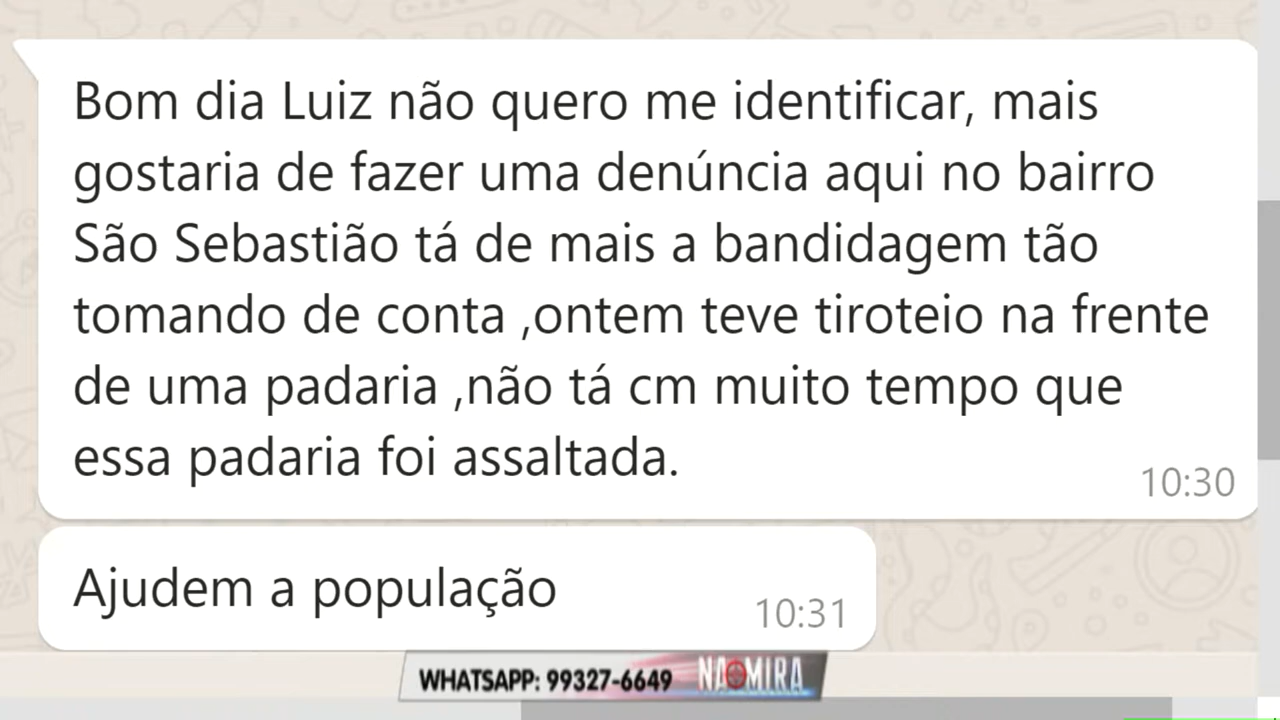 Bom dia Luiz não quero me identificar, mais
gostaria de fazer uma denúncia aqui no bairro
São Sebastião tá de mais a bandidagem tão
tomando de conta ,ontem teve tiroteio na frente
de uma padaria ,não tá cm muito tempo que
essa padaria foi assaltada.
10:30
Ajudem a população
10:31
WHATSAPP: 99327-6649 NA MIRA